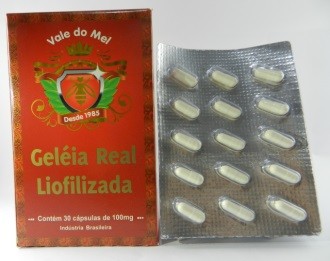 Vale do Mel
Desde 1985
Geléia Real
Liofilizada
Contém 30 cápsulas de 100mg
Indústria Brasileira